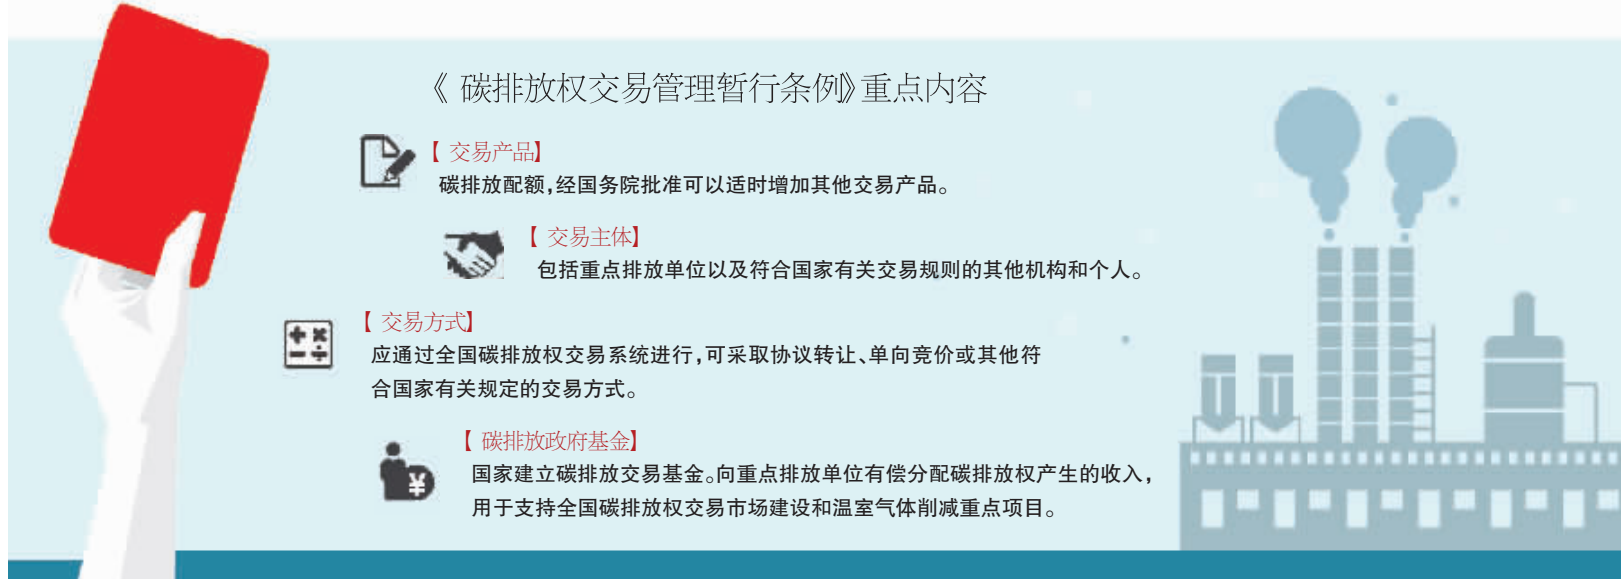 《碳排放权交易管理暂行条例》重点内容
【交易产品】
碳排放配额,经国务院批准可以适时增加其他交易产品。
【交易主体】
包括重点排放单位以及符合国家有关交易规则的其他机构和个人。
【交易方式】
应通过全国碳排放权交易系统进行,可采取协议转让、单向竞价或其他符
合国家有关规定的交易方式。
【碳排放政府基金】
国家建立碳排放交易基金。向重点排放单位有偿分配碳排放权产生的收入,
用于支持全国碳排放权交易市场建设和温室气体削减重点项目。